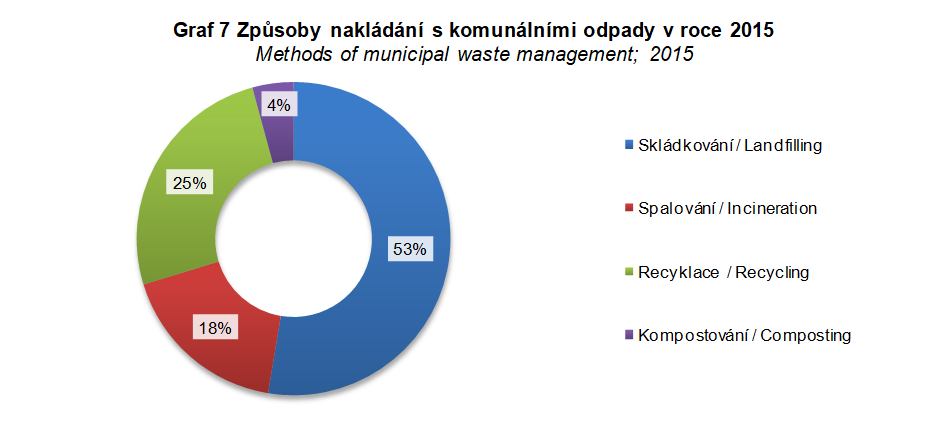 Graf 7 Způsoby nakládání s komunálními odpady v roce 2015
Methods of municipal waste management; 2015
4%
25%
53%
18%
Skládkování / Landfilling
Spalování / Incineration
Recyklace / Recycling
Kompostování / Composting